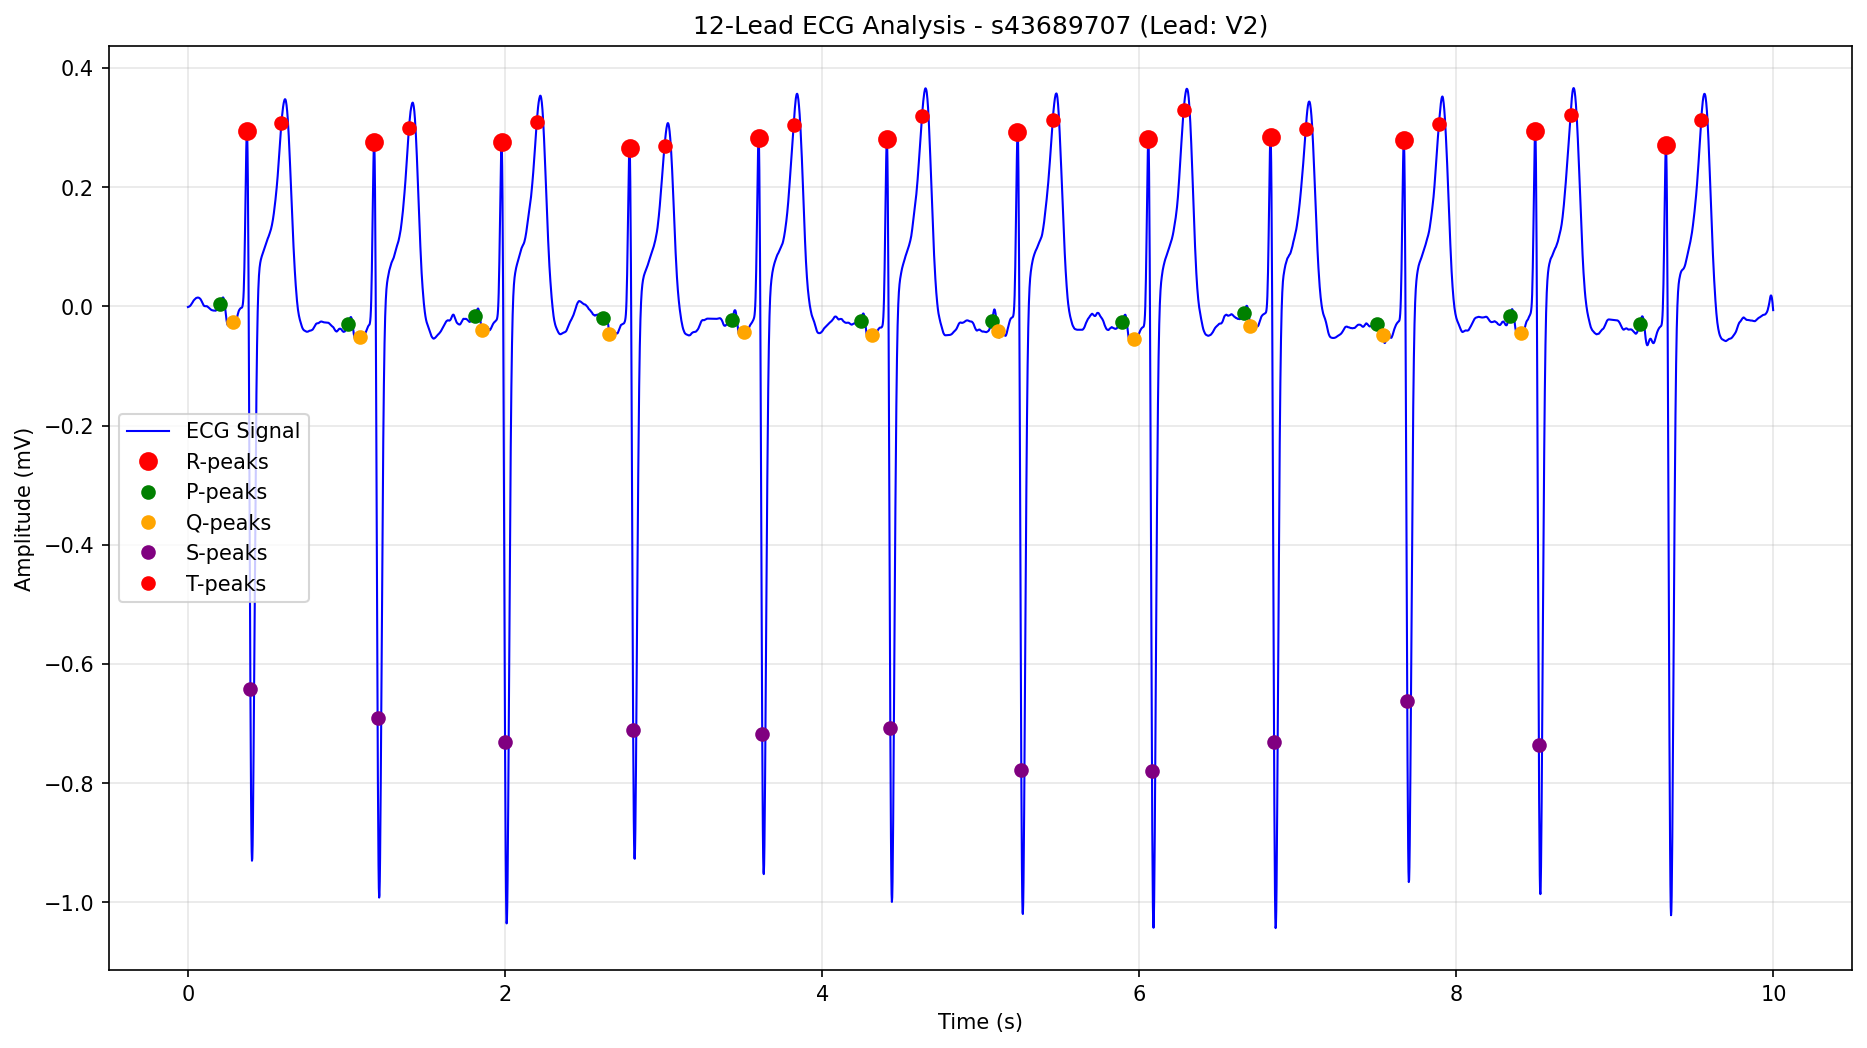 12-Lead ECG Analysis - s43689707 (Lead: V2)
Amplitude (mV)
0.4
0.2
0.0
−0.2
−0.4
−0.6
−0.8
−1.0
ECG Signal
R-peaks
P-peaks
Q-peaks
S-peaks
T-peaks
0 2 4 6 8 10
Time (s)